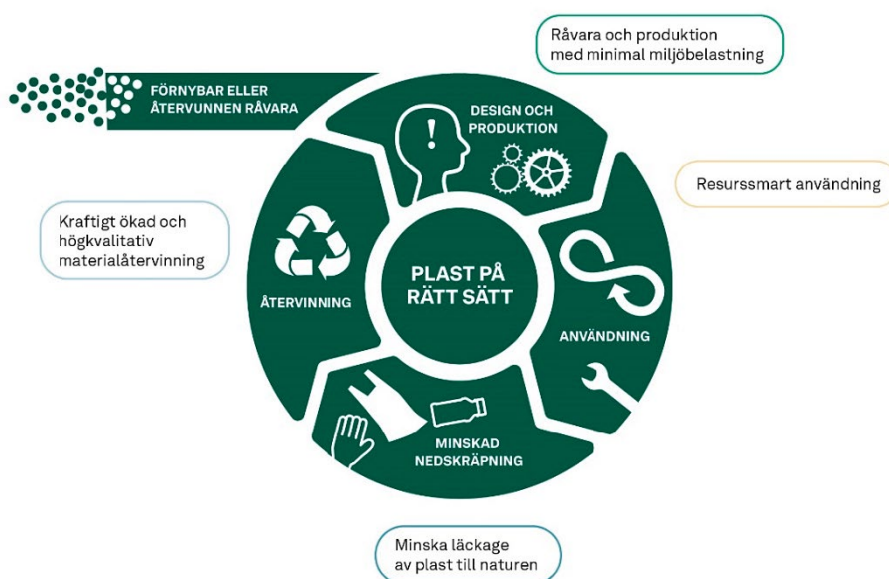 Råvara och produktion
med minimal miljöbelastning
FÖRNYBAR ELLER
ÅTERVUNNEN RÅVARA
DESIGN OCH
PRODUKTION
!
Resurssmart användning
Kraftigt ökad och
högkvalitativ
materialåtervinning
ÅTERVINNING
PLAST PÅ
RÄTT SÄTT
ANVÄNDNING
MINSKAD
NEDSKRÄPNING
Minska läckage
av plast till naturen